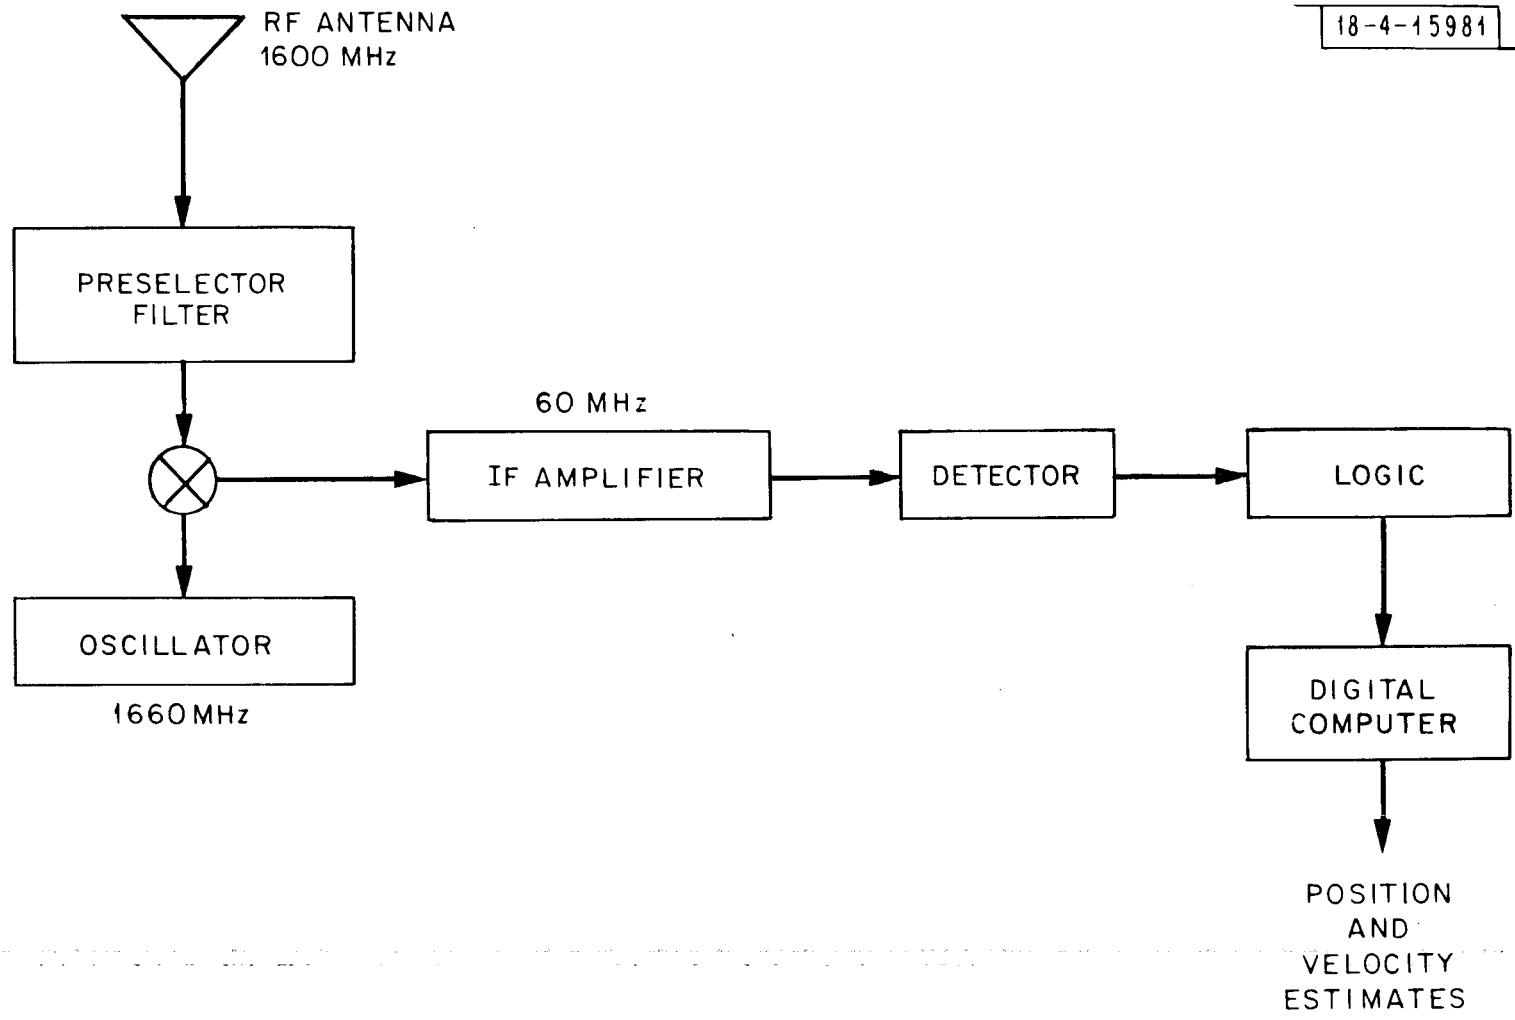 RF ANTENNA
1600 MHz
18-4-15981
PRESELECTOR
FILTER
60 MHz
IF AMPLIFIER
DETECTOR
LOGIC
OSCILLATOR
1660 MHz
DIGITAL
COMPUTER
POSITION
AND
VELOCITY
ESTIMATES